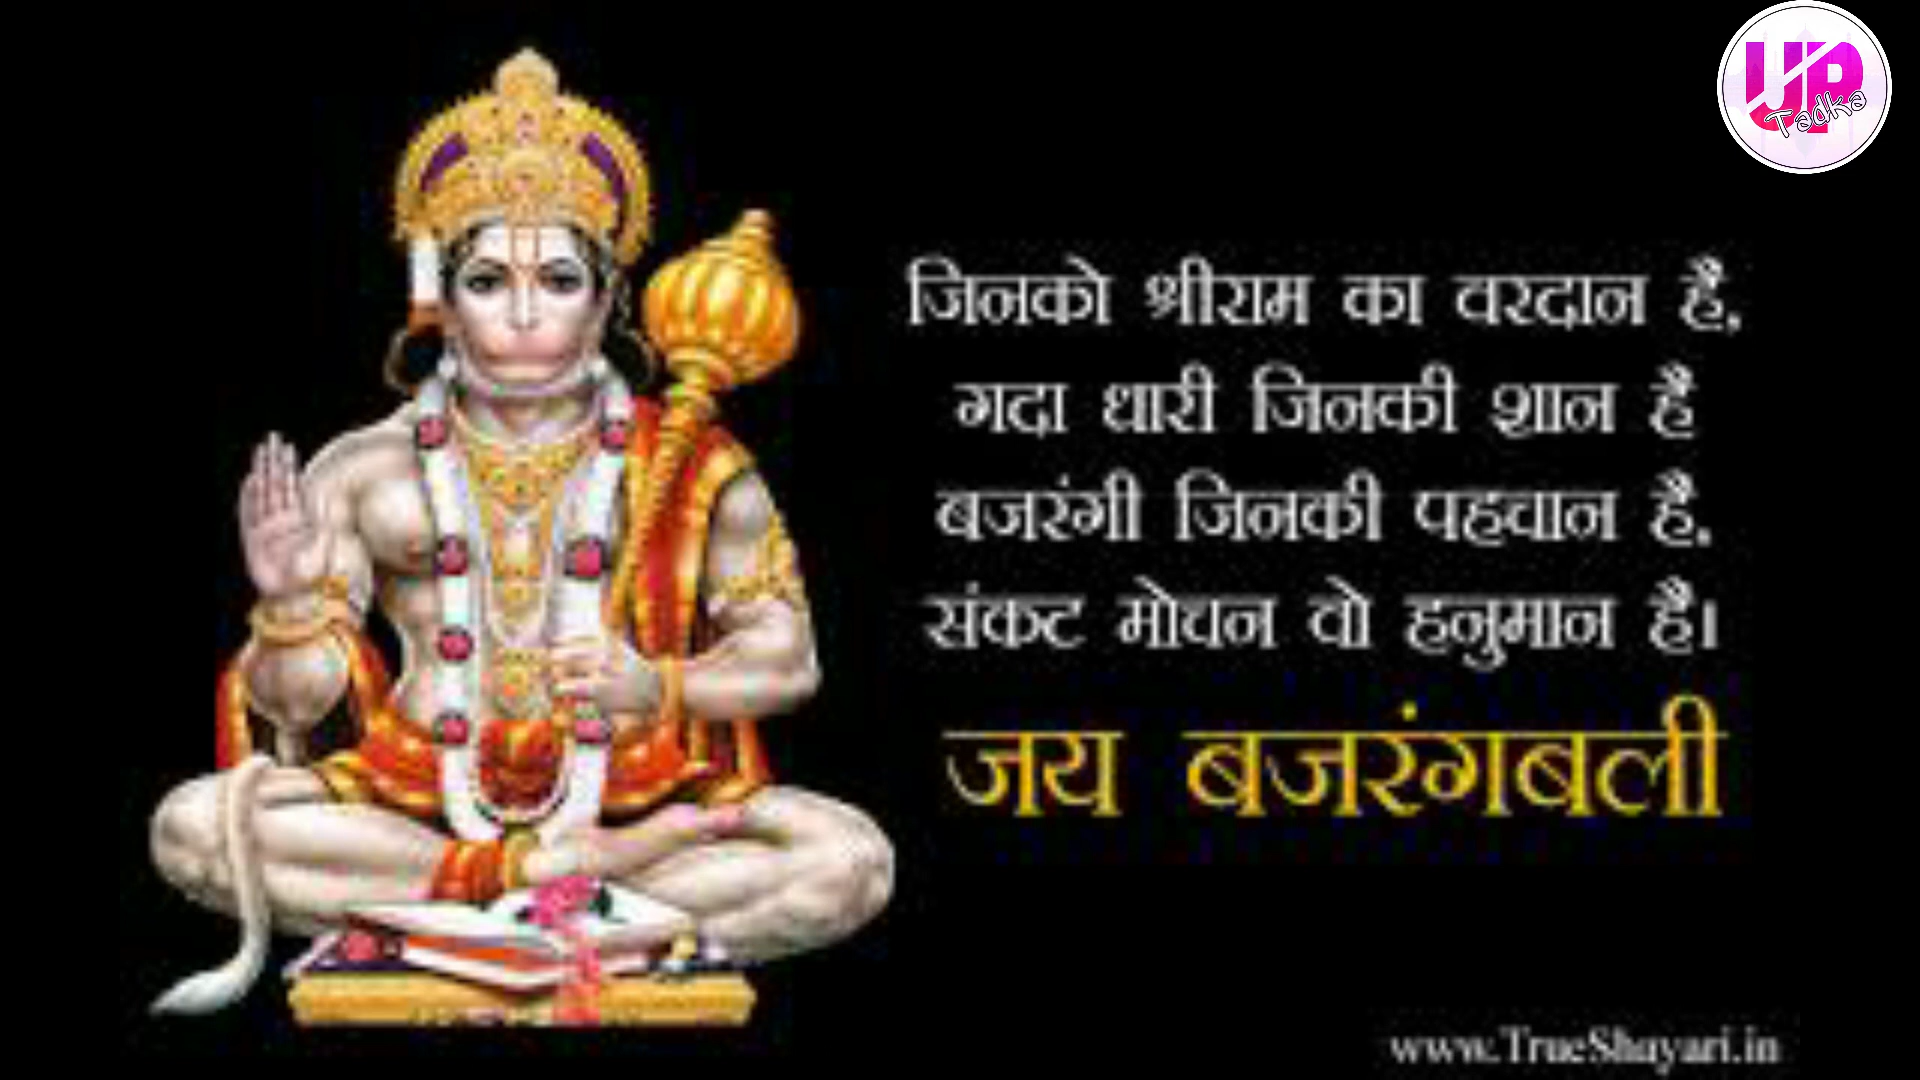 UP
Tadka
जिनको श्रीराम का वरदान है,
गदा धारी जिनकी शान है
बजरंगी जिनकी पहचान है,
संकट मोचन वो हनुमान है।
जय बजरंगबली
www.TrueShayari.in